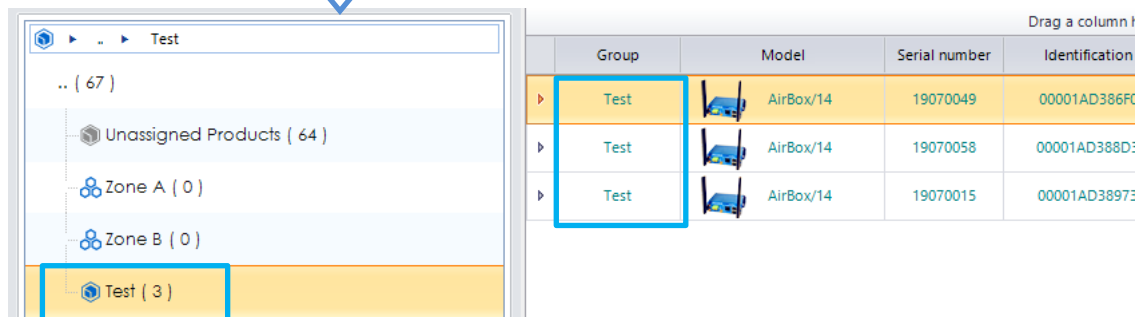 .. Test
.. ( 67 )
Unassigned Products ( 64 )
Zone A ( 0 )
Zone B ( 0 )
Test ( 3 )
Drag a column
Group Model Serial number Identification
Test AirBox/14 19070049 00001AD386F0
Test AirBox/14 19070058 00001AD388D3
Test AirBox/14 19070015 00001AD38973